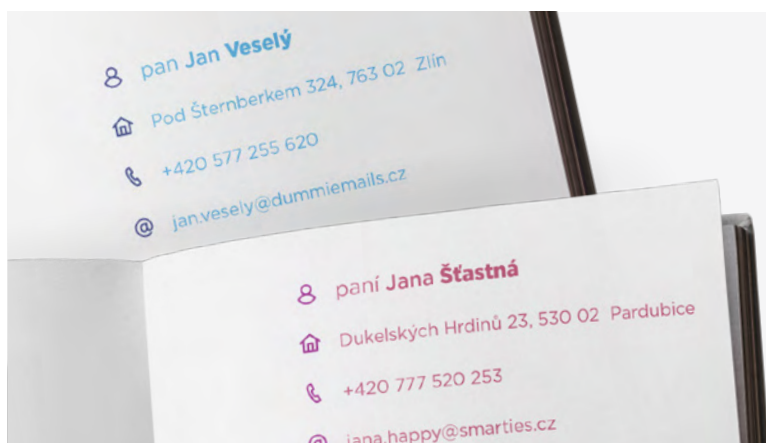 pan Jan Veselý
Pod Šternberkem 324, 763 02 Zlín
+420 577 255 620
jan.vesely@dummiemails.cz
paní Jana Šťastná
Dukelských Hrdinů 23, 530 02 Pardubice
+420 777 520 253
jana.happy@smarties.cz